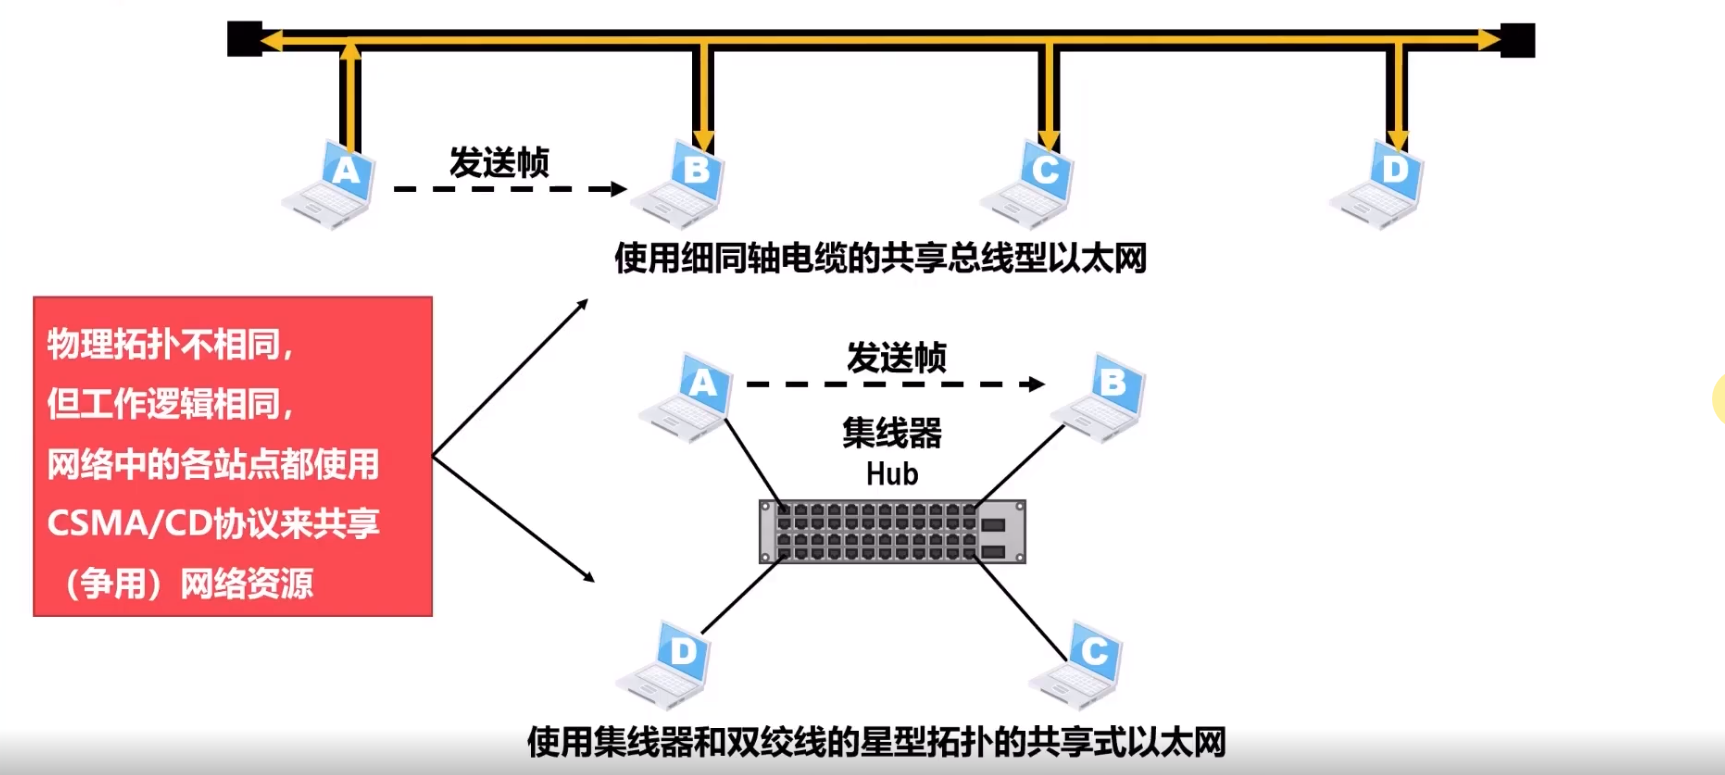 A
发送帧
B
C
D
使用细同轴电缆的共享总线型以太网
物理拓扑不相同，
但工作逻辑相同，
网络中的各站点都使用
CSMA/CD协议来共享
（争用）网络资源
A
发送帧
B
集线器
Hub
D
C
使用集线器和双绞线的星型拓扑的共享式以太网